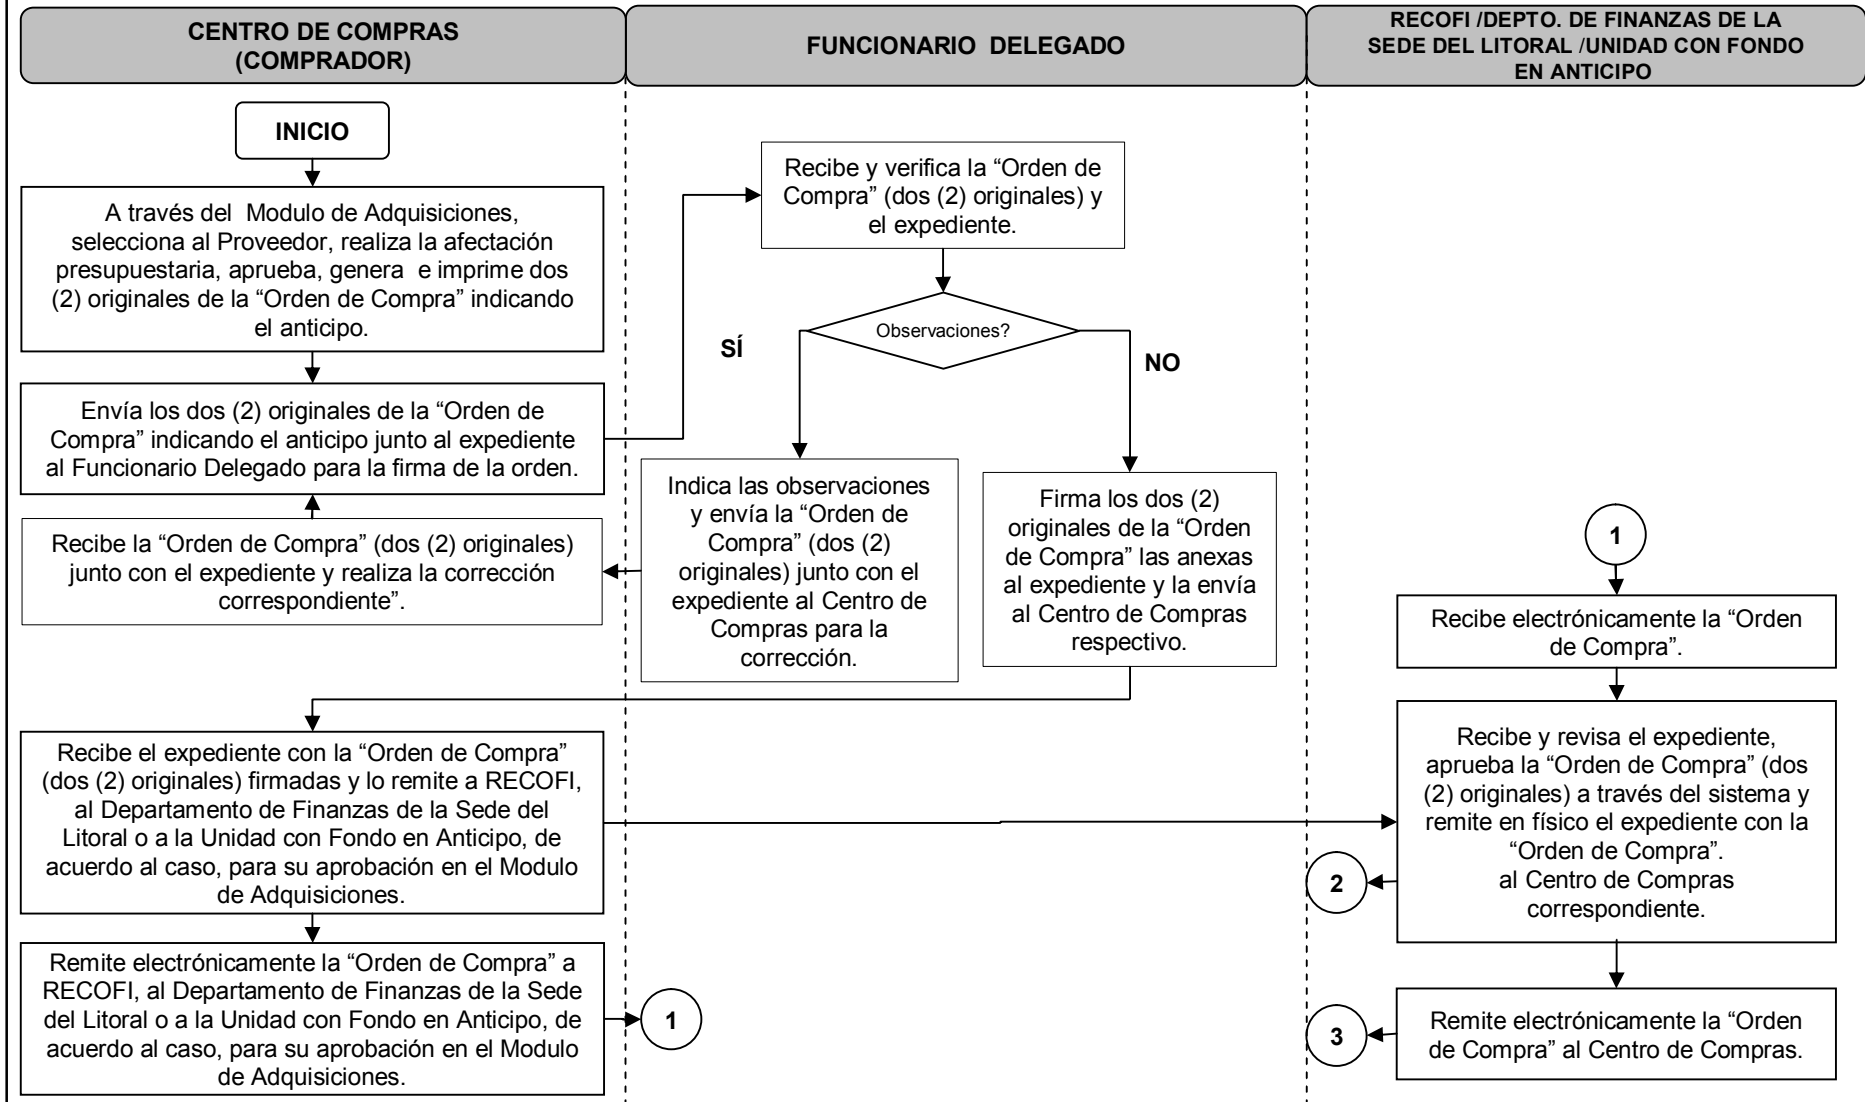 CENTRO DE COMPRAS
(COMPRADOR)
FUNCIONARIO DELEGADO
RECOFI /DEPTO. DE FINANZAS DE LA
SEDE DEL LITORAL /UNIDAD CON FONDO
EN ANTICIPO
INICIO
A través del Modulo de Adquisiciones,
selecciona al Proveedor, realiza la afectación
presupuestaria, aprueba, genera e imprime dos
(2) originales de la “Orden de Compra” indicando
el anticipo.
Envía los dos (2) originales de la “Orden de
Compra” indicando el anticipo junto al expediente
al Funcionario Delegado para la firma de la orden.
Recibe la “Orden de Compra” (dos (2) originales)
junto con el expediente y realiza la corrección
correspondiente”.
Recibe y verifica la “Orden de
Compra” (dos (2) originales) y
el expediente.
Observaciones?
SÍ
NO
Indica las observaciones
y envía la “Orden de
Compra” (dos (2)
originales) junto con el
expediente al Centro de
Compras para la
corrección.
Firma los dos (2)
originales de la “Orden
de Compra” las anexas
al expediente y la envía
al Centro de Compras
respectivo.
Recibe el expediente con la “Orden de Compra”
(dos (2) originales) firmadas y lo remite a RECOFI,
al Departamento de Finanzas de la Sede del
Litoral o a la Unidad con Fondo en Anticipo, de
acuerdo al caso, para su aprobación en el Modulo
de Adquisiciones.
Remite electrónicamente la “Orden de Compra” a
RECOFI, al Departamento de Finanzas de la Sede
del Litoral o a la Unidad con Fondo en Anticipo, de
acuerdo al caso, para su aprobación en el Modulo
de Adquisiciones.
1
1
Recibe electrónicamente la “Orden
de Compra”.
Recibe y revisa el expediente,
aprueba la “Orden de Compra” (dos
(2) originales) a través del sistema y
remite en físico el expediente con la
“Orden de Compra”.
al Centro de Compras
correspondiente.
2
Remite electrónicamente la “Orden
de Compra” al Centro de Compras.
3